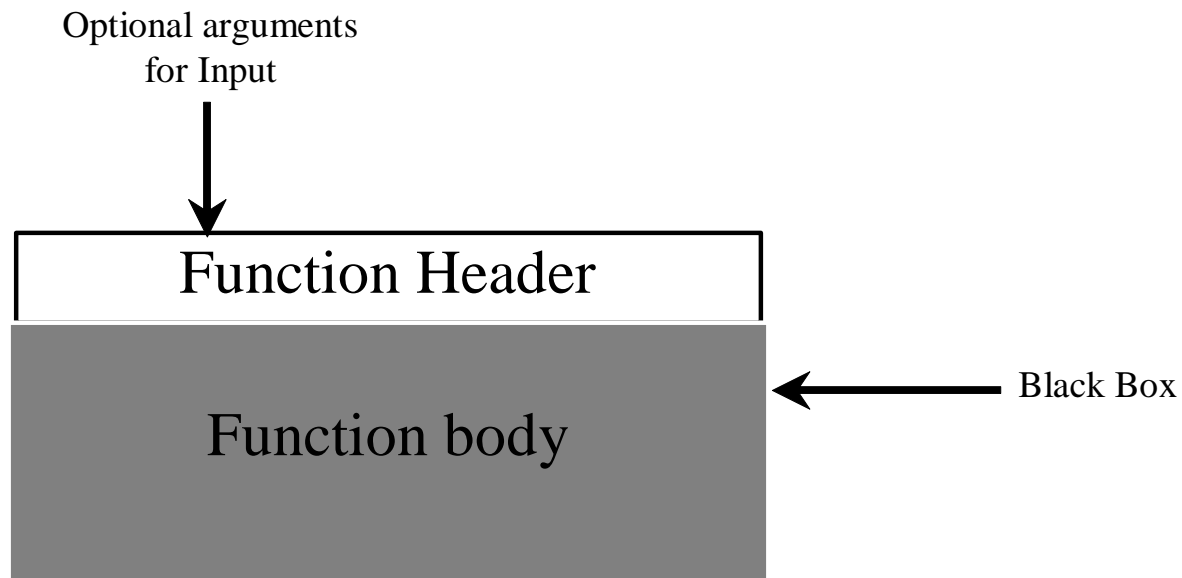 Optional arguments
for Input
Function Header
Black Box
Function body